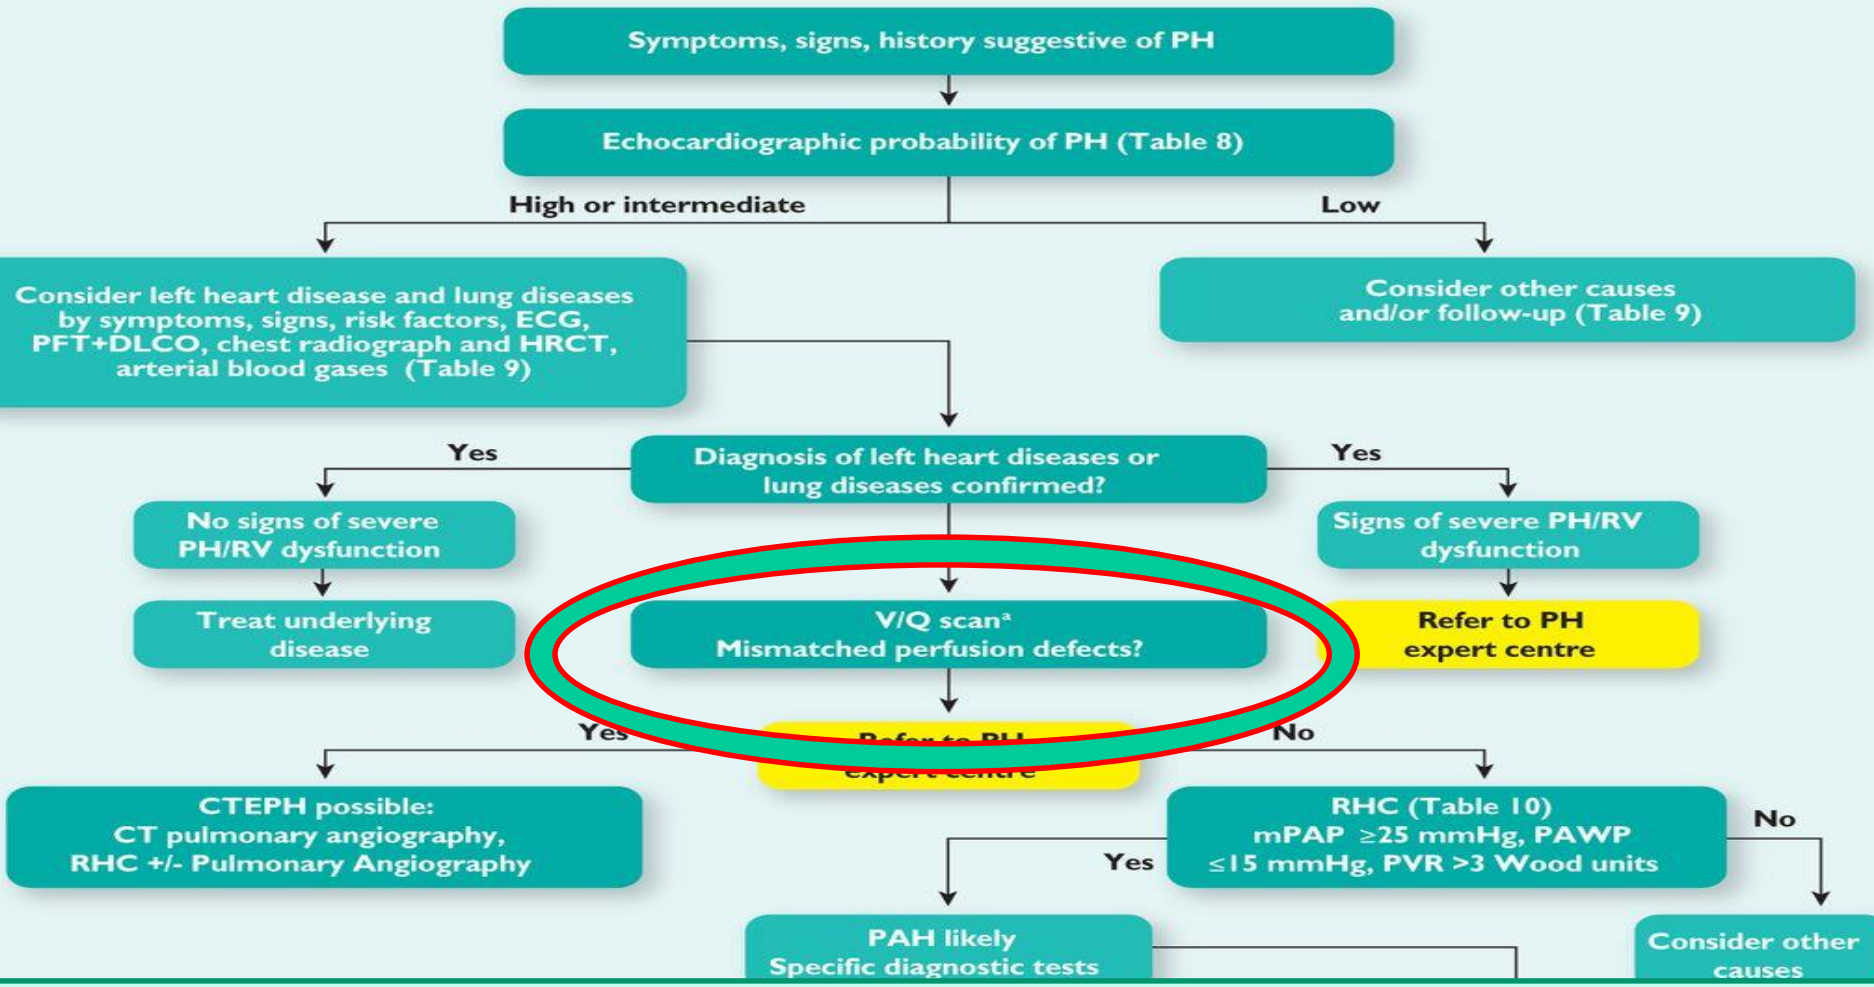 Symptoms, signs, history suggestive of PH
Echocardiographic probability of PH (Table 8)
High or intermediate
Low
Consider left heart disease and lung diseases
by symptoms, signs, risk factors, ECG,
PFT+DLCO, chest radiograph and HRCT,
arterial blood gases (Table 9)
Consider other causes
and/or follow-up (Table 9)
Yes
Diagnosis of left heart diseases or
lung diseases confirmed?
Yes
No signs of severe
PH/RV dysfunction
Signs of severe PH/RV
dysfunction
Treat underlying
disease
V/Q scanᵃ
Mismatched perfusion defects?
Refer to PH
expert centre
Yes
Refer to PH
expert centre
No
CTEPH possible:
CT pulmonary angiography,
RHC +/- Pulmonary Angiography
RHC (Table 10)
mPAP ≥25 mmHg, PAWP
≤15 mmHg, PVR >3 Wood units
No
Yes
PAH likely
Specific diagnostic tests
Consider other
causes